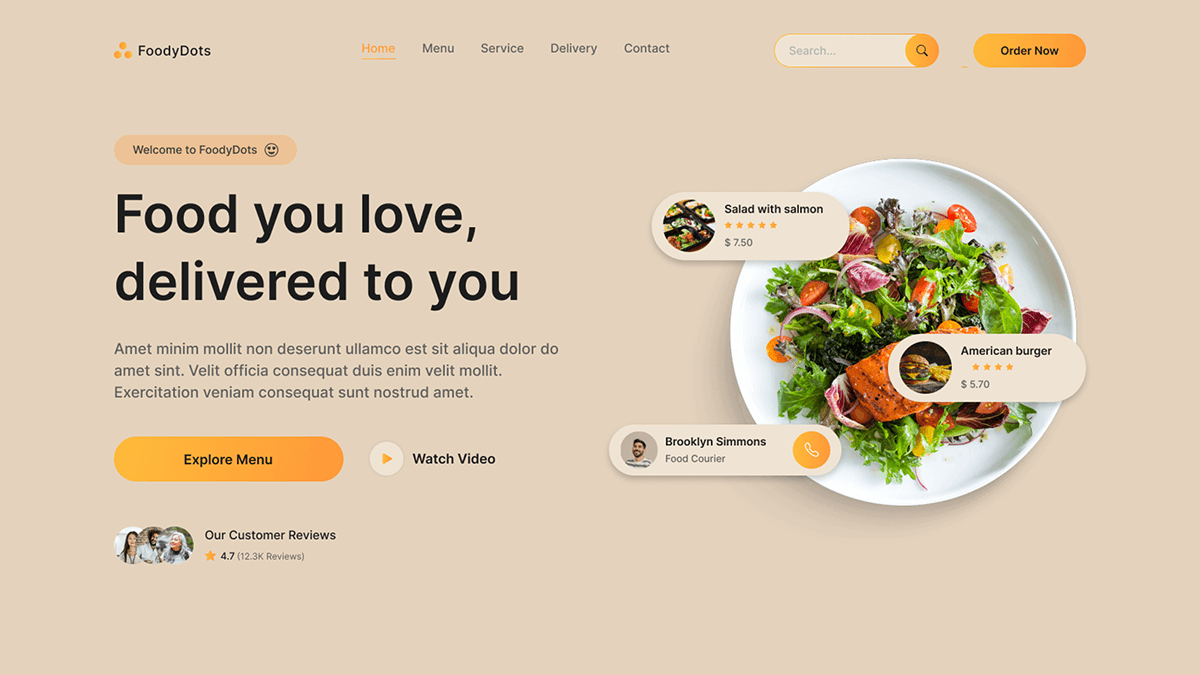 FoodyDots
Home
Menu
Service
Delivery
Contact
Search...
Order Now
Welcome to FoodyDots
Food you love,
delivered to you
Amet minim mollit non deserunt ullamco est sit aliqua dolor do
amet sint. Velit officia consequat duis enim velit mollit.
Exercitation veniam consequat sunt nostrud amet.
Explore Menu
Watch Video
Our Customer Reviews
4.7 (12.3K Reviews)
Salad with salmon
$ 7.50
American burger
$ 5.70
Brooklyn Simmons
Food Courier